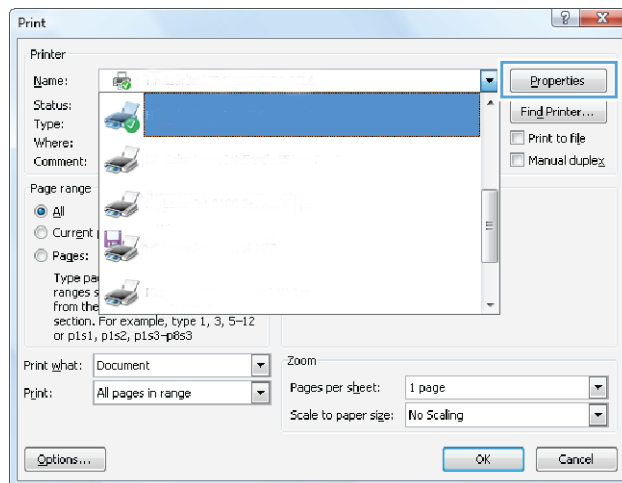 Print
Printer
Name:
Properties
Status:
Find Printer...
Type:
Print to file
Where:
Manual duplex
Comment:
Page range
All
Current
Pages:
Type pa
ranges s
from the
section. For example, type 1, 3, 5-12
or p1s1, p1s2, p1s3-p8s3
Print what: Document
Print: All pages in range
Zoom
Pages per sheet: 1 page
Scale to paper size: No Scaling
Options...
OK
Cancel